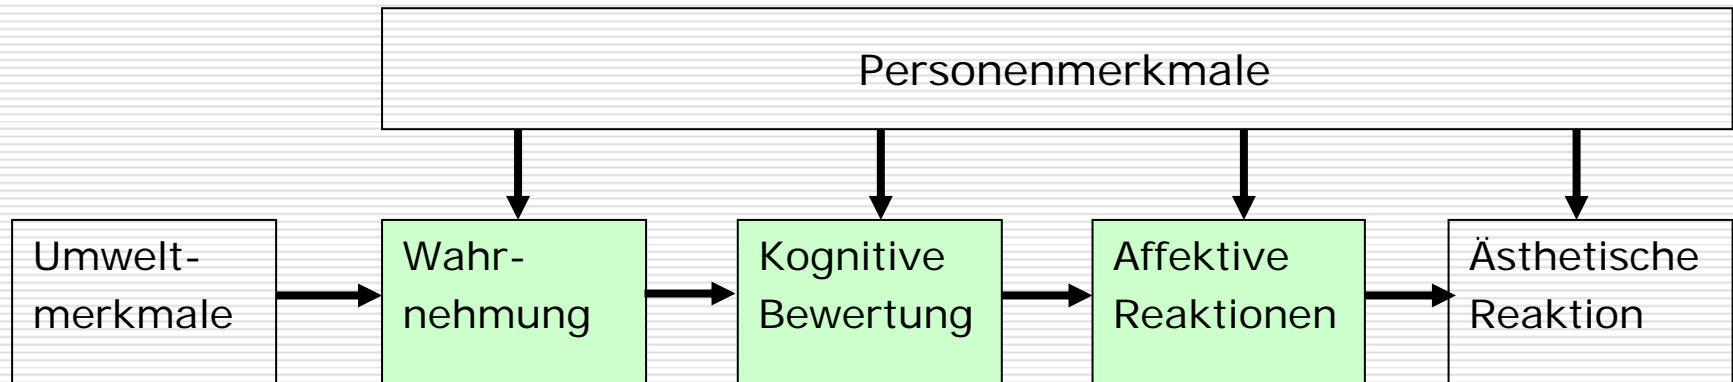 Personenmerkmale
Umwelt-
merkmale
Wahr-
nehmung
Kognitive
Bewertung
Affektive
Reaktionen
Ästhetische
Reaktion